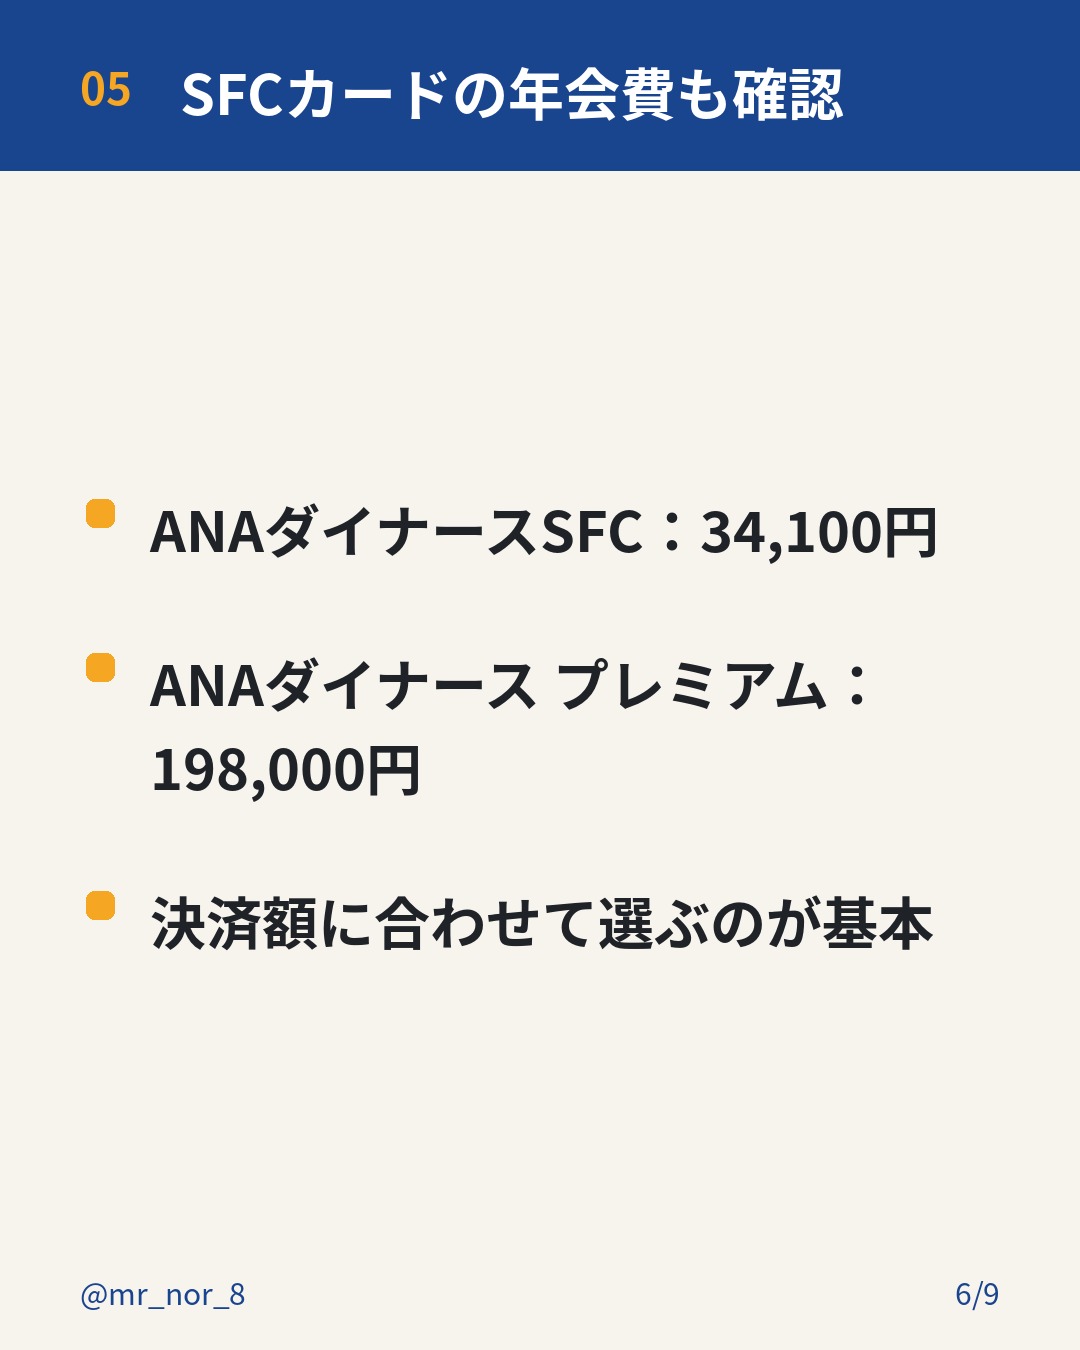 05 SFCカードの年会費も確認
ANAダイナースSFC：34,100円
ANAダイナース プレミアム：
198,000円
決済額に合わせて選ぶのが基本
@mr_nor_8 6/9